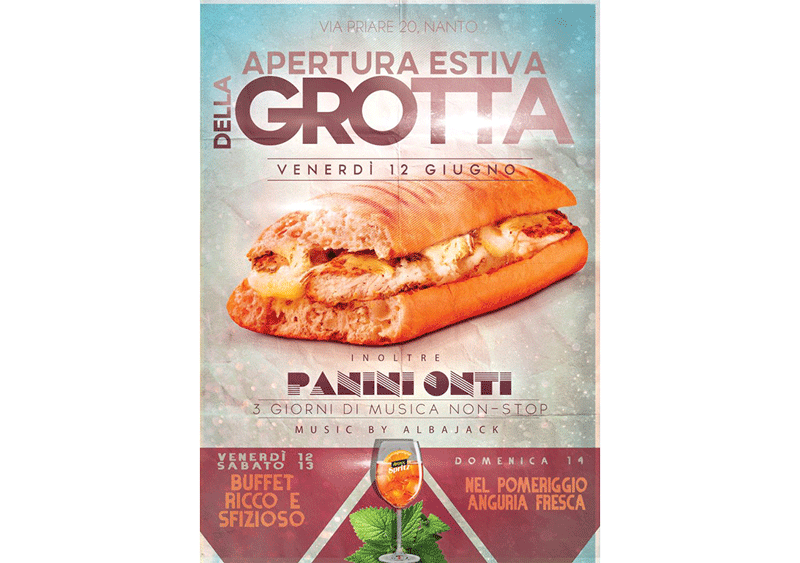 VIA PRIARE 20, NANTO
APERTURA ESTIVA
DELLA
GROTTA
VENERDÌ 12 GIUGNO
INOLTRE
PANINI ONTI
3 GIORNI DI MUSICA NON-STOP
MUSIC BY ALBAJACK
VENERDÌ 12
SABATO 13
BUFFET
RICCO E
SFIZIOSO
Spritz
DOMENICA 14
NEL POMERIGGIO
ANGURIA FRESCA